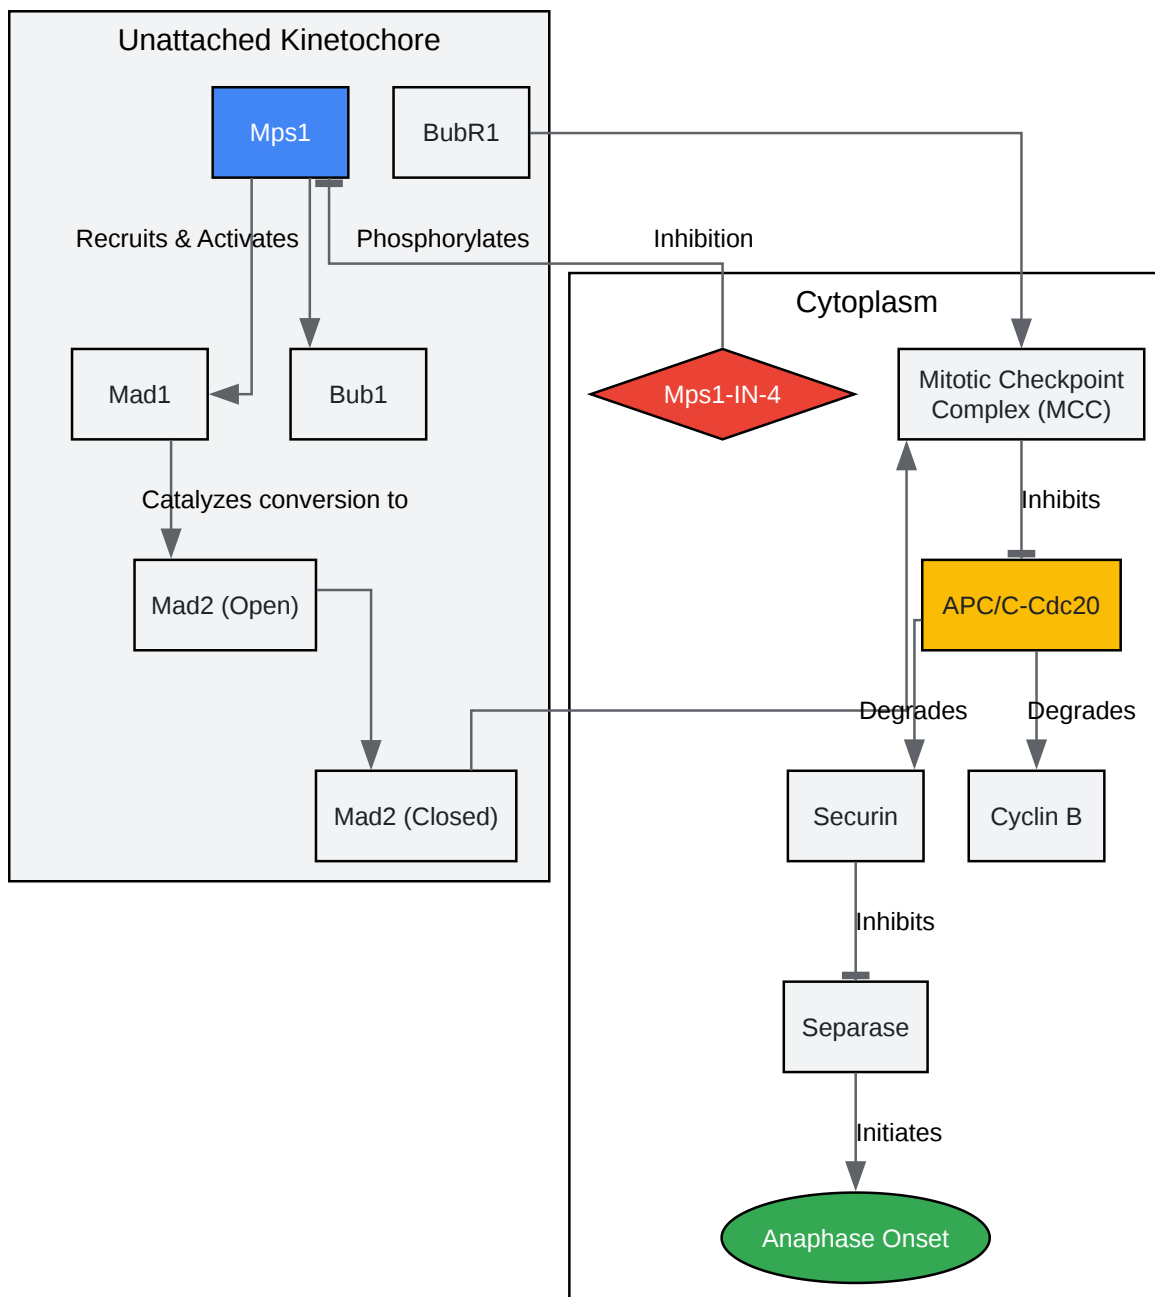 Unattached Kinetochore
Mps1
BubR1
Recruits & Activates
Phosphorylates
Inhibition
Cytoplasm
Mad1
Bub1
Mps1-IN-4
Mitotic Checkpoint
Complex (MCC)
Catalyzes conversion to
Inhibits
Mad2 (Open)
APC/C-Cdc20
Degrades
Degrades
Mad2 (Closed)
Securin
Cyclin B
Inhibits
Separase
Initiates
Anaphase Onset